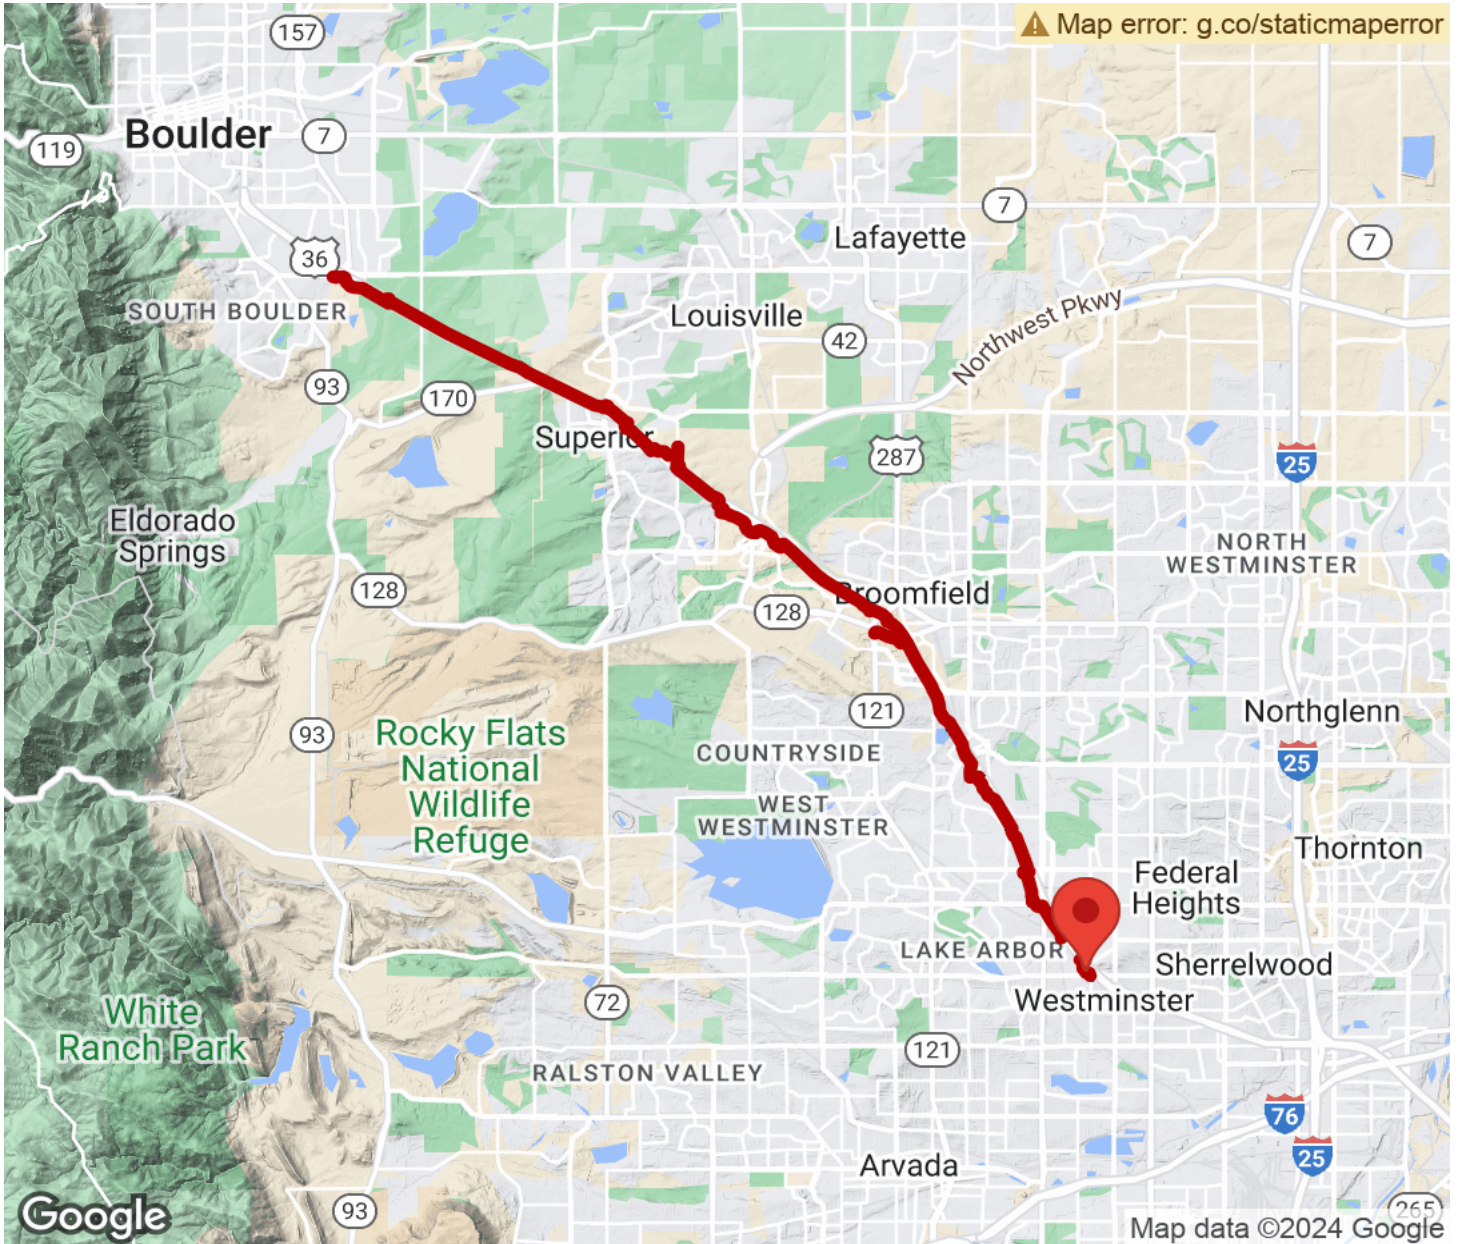 Map error: g.co/staticmaperror
157
Boulder
7
119
7
Lafayette
7
36
SOUTH BOULDER
Louisville
42
Northwest Pkwy
93
170
Superior
287
25
Eldorado
Springs
NORTH
WESTMINSTER
128
128
Broomfield
121
Northglenn
93
Rocky Flats
National
Wildlife
Refuge
COUNTRYSIDE
25
WEST
WESTMINSTER
Thornton
Federal
Heights
LAKE ARBOR
Sherrelwood
72
Westminster
White
Ranch Park
121
RALSTON VALLEY
76
Arvada
25
93
265
Google
Map data ©2024 Google